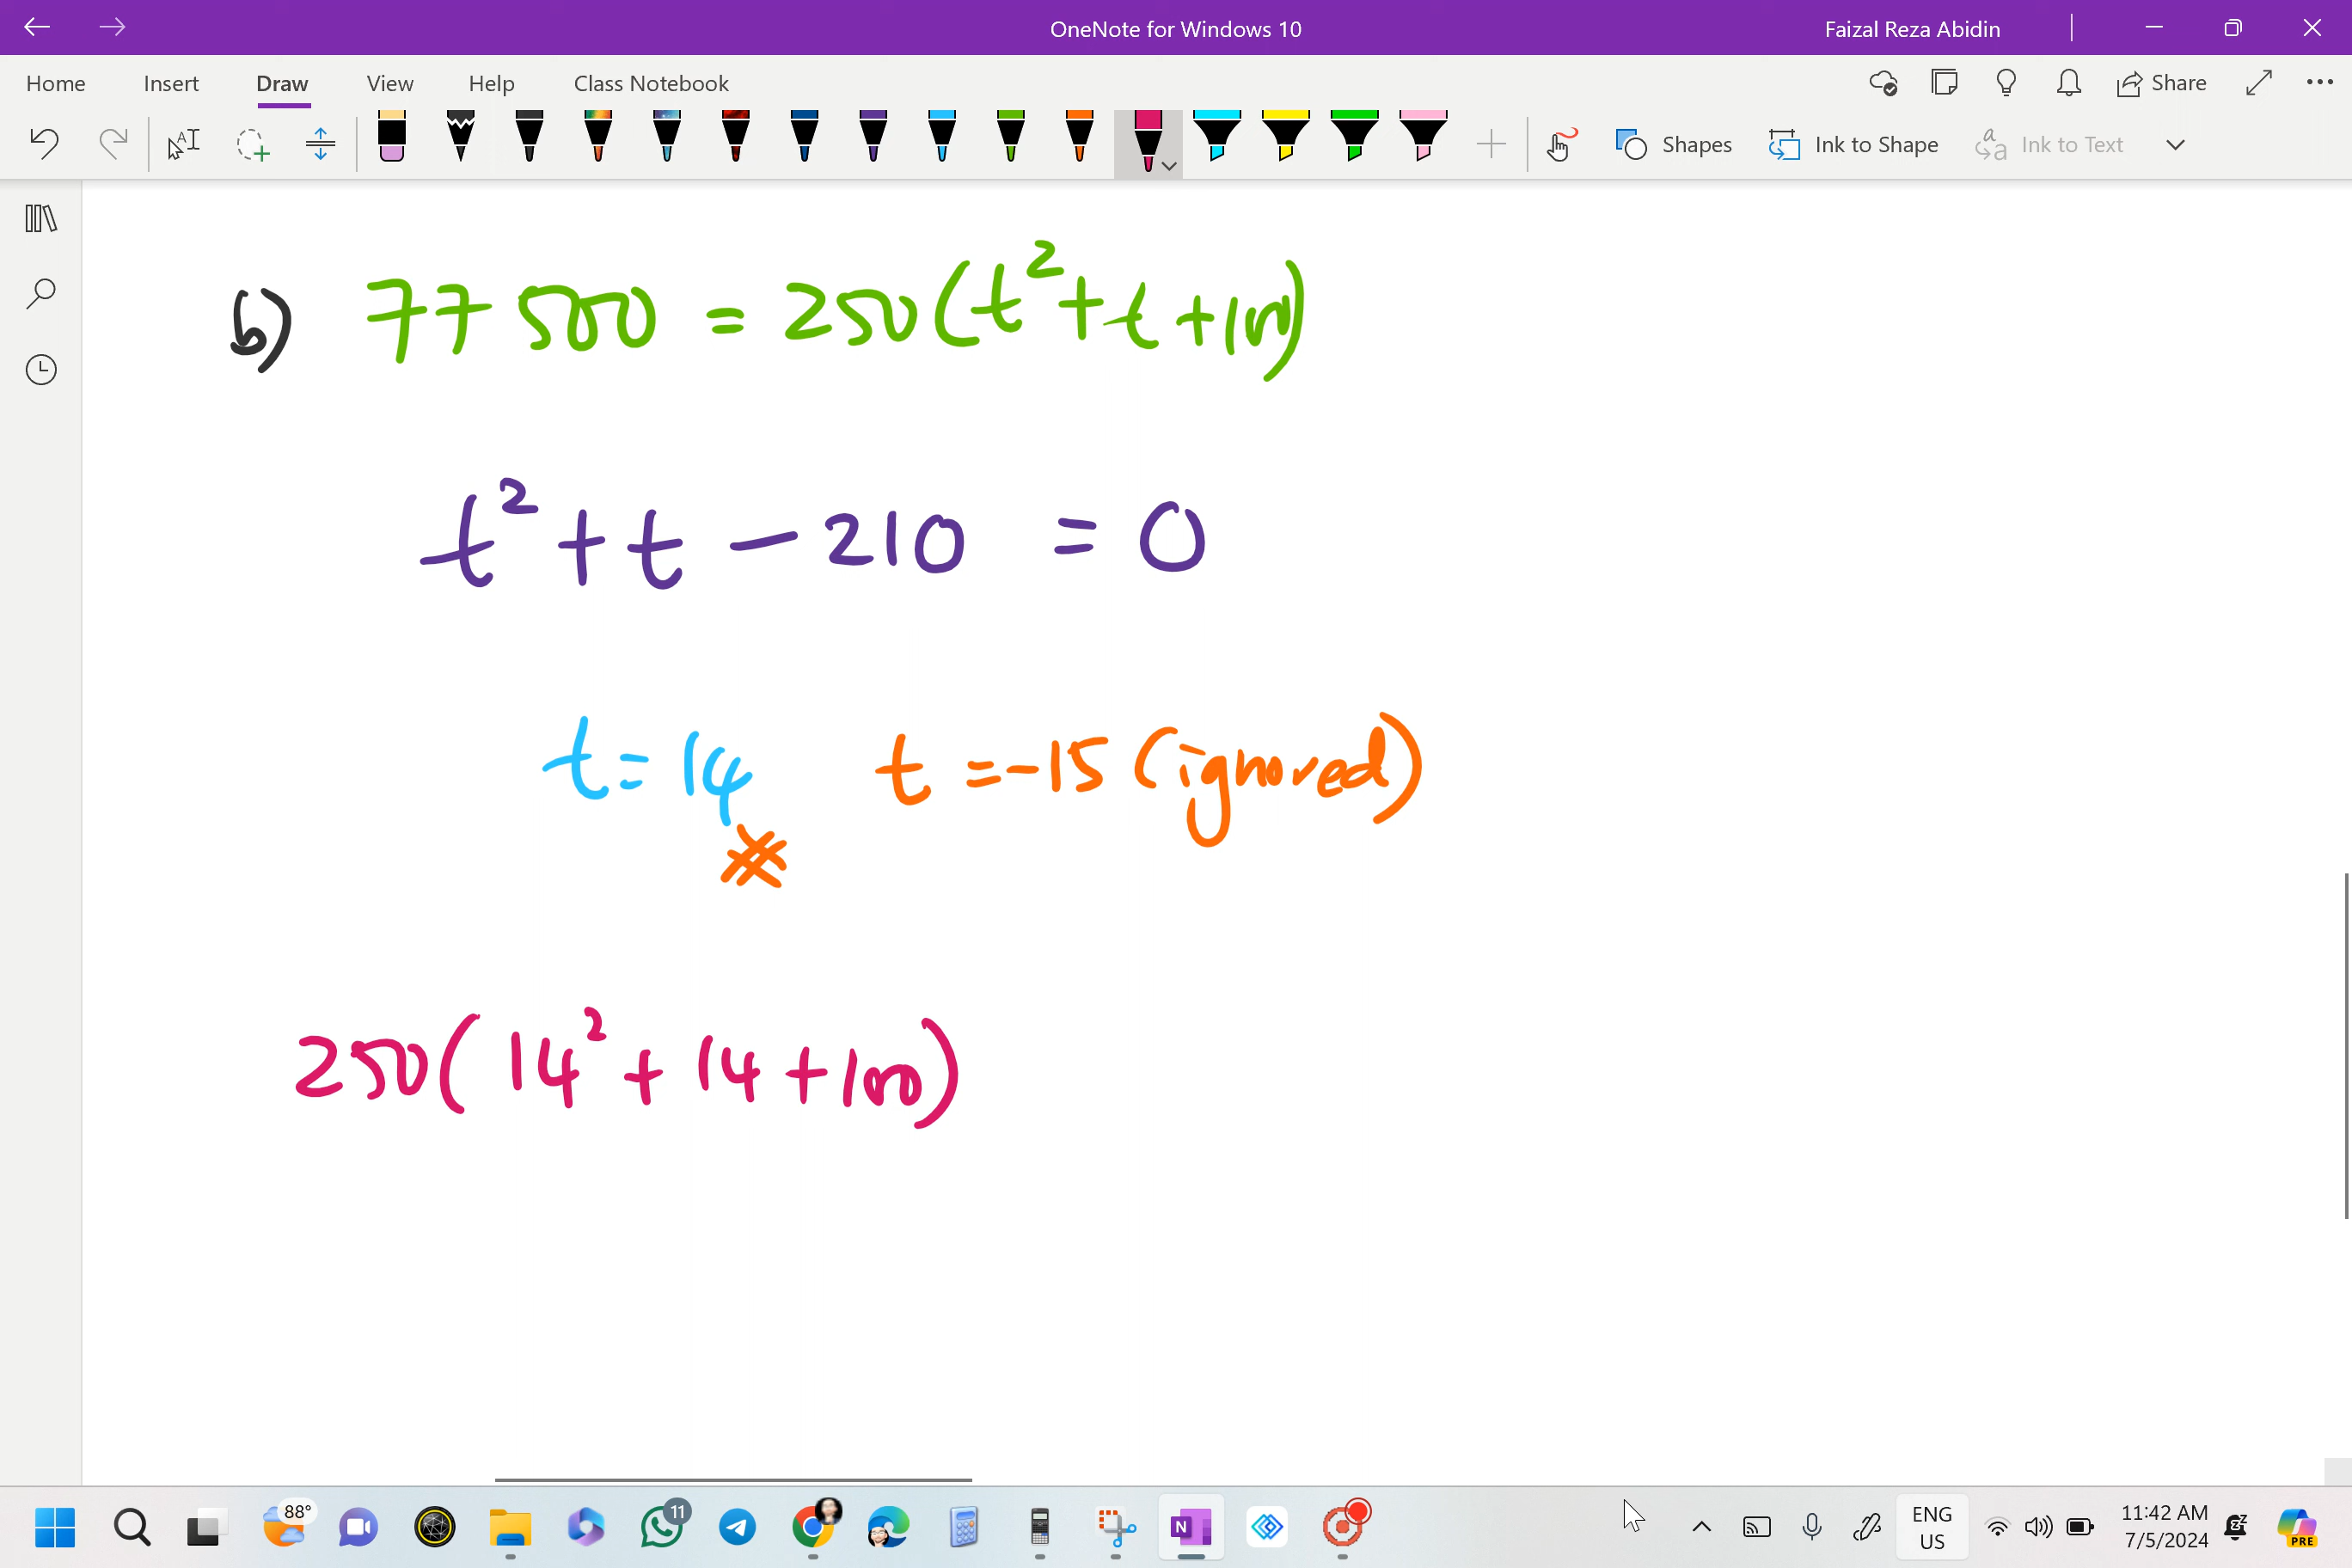 OneNote for Windows 10
Faizal Reza Abidin
Home Insert Draw View Help Class Notebook
Share
Shapes Ink to Shape Ink to Text
b) 77 500 = 250(t² + t + 100)
t² + t - 210 = 0
t = 14 t = -15 (ignored)
250(14² + 14 + 100)
88°
11
N
ENG
US
11:42 AM
7/5/2024
PRE